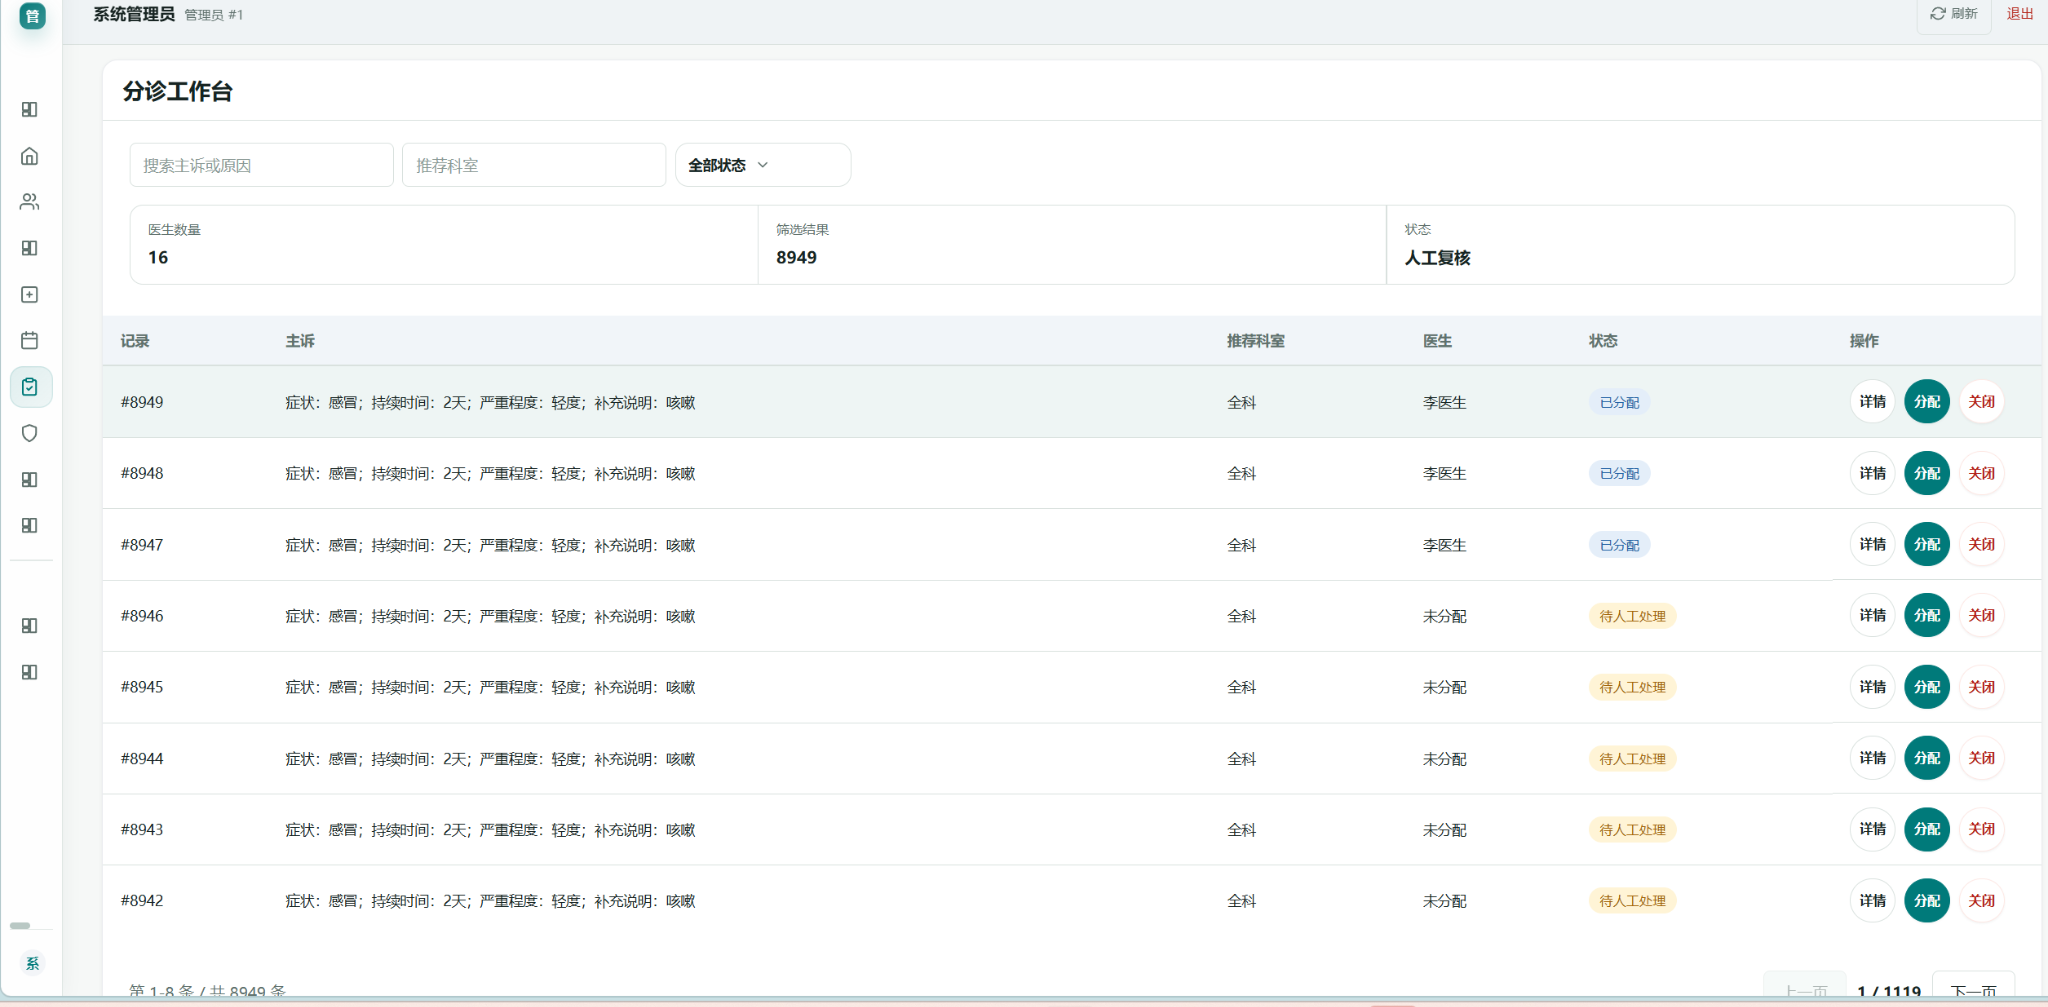 管
系统管理员 管理员 #1 刷新 退出
分诊工作台
搜索主诉或原因 推荐科室 全部状态
医生数量 筛选结果 状态
16 8949 人工复核
记录 主诉 推荐科室 医生 状态 操作
#8949 症状：感冒；持续时间：2天；严重程度：轻度；补充说明：咳嗽 全科 李医生 已分配 详情 分配 关闭
#8948 症状：感冒；持续时间：2天；严重程度：轻度；补充说明：咳嗽 全科 李医生 已分配 详情 分配 关闭
#8947 症状：感冒；持续时间：2天；严重程度：轻度；补充说明：咳嗽 全科 李医生 已分配 详情 分配 关闭
#8946 症状：感冒；持续时间：2天；严重程度：轻度；补充说明：咳嗽 全科 未分配 待人工处理 详情 分配 关闭
#8945 症状：感冒；持续时间：2天；严重程度：轻度；补充说明：咳嗽 全科 未分配 待人工处理 详情 分配 关闭
#8944 症状：感冒；持续时间：2天；严重程度：轻度；补充说明：咳嗽 全科 未分配 待人工处理 详情 分配 关闭
#8943 症状：感冒；持续时间：2天；严重程度：轻度；补充说明：咳嗽 全科 未分配 待人工处理 详情 分配 关闭
#8942 症状：感冒；持续时间：2天；严重程度：轻度；补充说明：咳嗽 全科 未分配 待人工处理 详情 分配 关闭
系
第 1-8 条 / 共 8949 条 上一页 1 / 1119 下一页